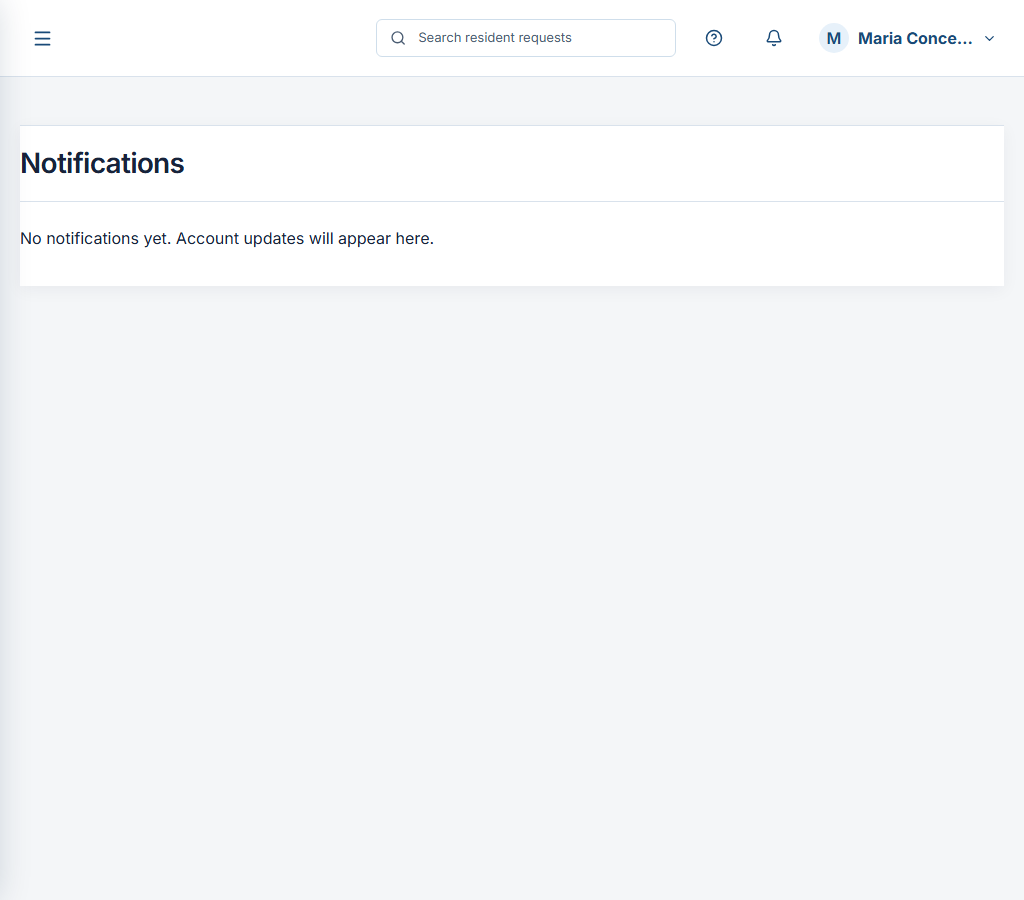 Search resident requests
M
Maria Conce...
Notifications
No notifications yet. Account updates will appear here.